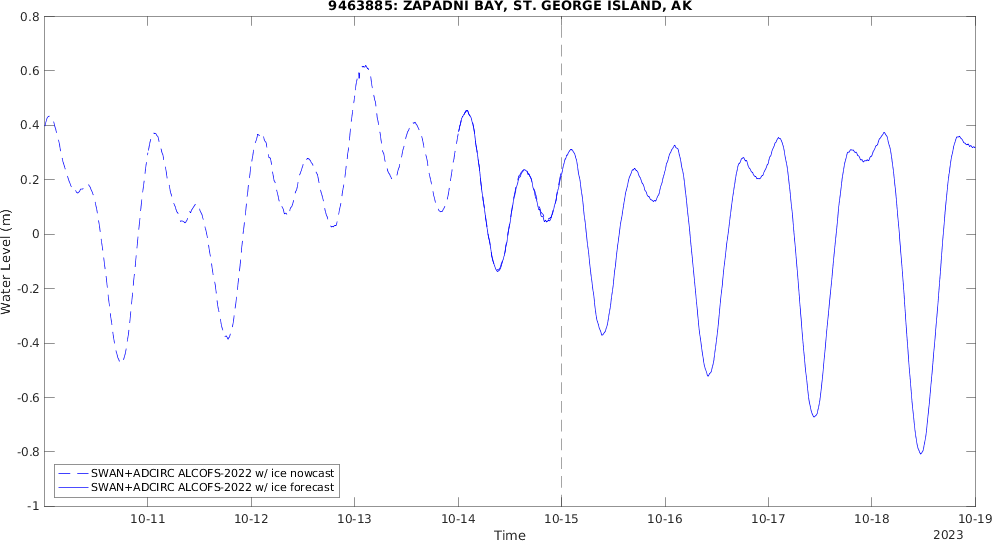 9463885: ZAPADNI BAY, ST. GEORGE ISLAND, AK
0.8
0.6
0.4
0.2
0
-0.2
-0.4
-0.6
-0.8
-1
Water Level (m)
SWAN+ADCIRC ALCOFS-2022 w/ ice nowcast
SWAN+ADCIRC ALCOFS-2022 w/ ice forecast
10-11 10-12 10-13 10-14 10-15 10-16 10-17 10-18 10-19
Time
2023